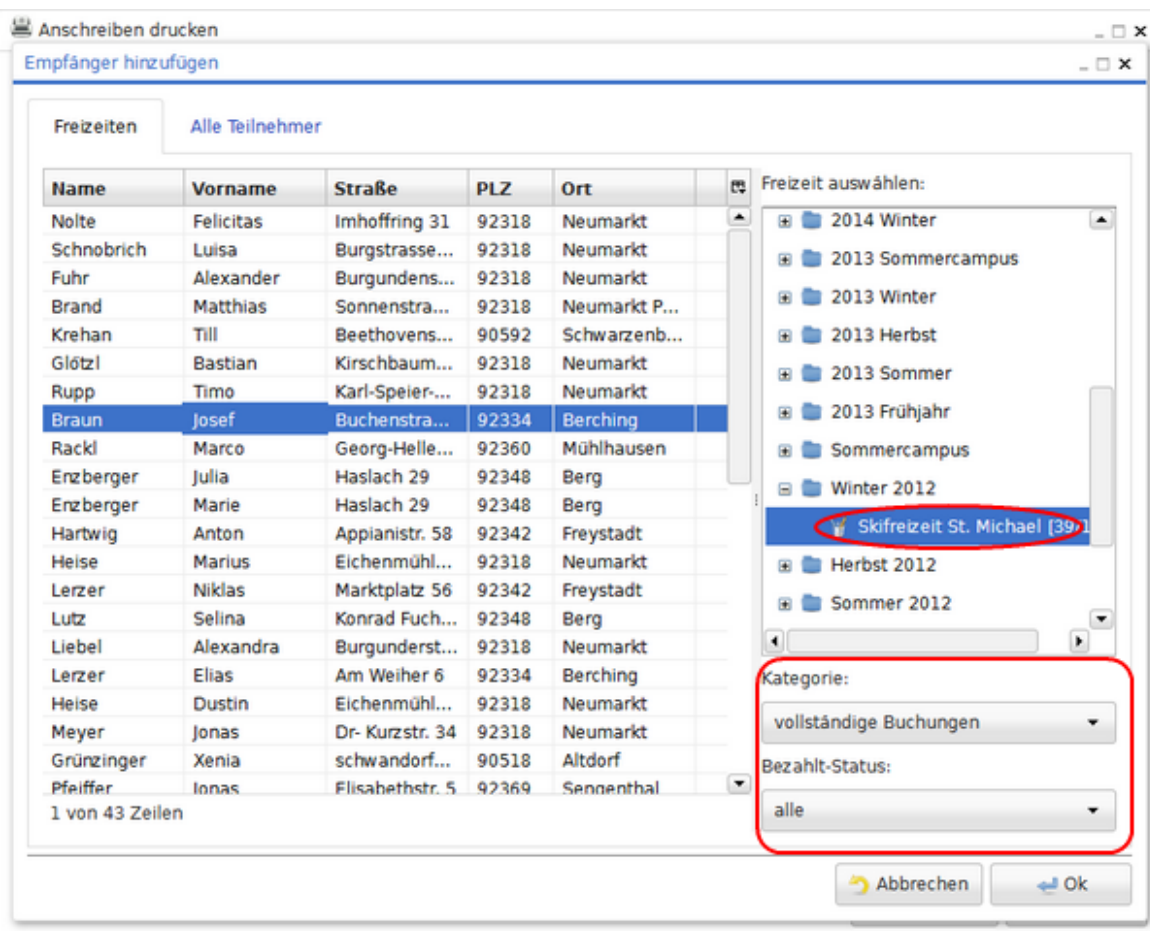 Anschreiben drucken
Empfänger hinzufügen
Freizeiten Alle Teilnehmer
Name Vorname Straße PLZ Ort
Nolte Felicitas Imhoffring 31 92318 Neumarkt
Schnobrich Luisa Burgstrasse... 92318 Neumarkt
Fuhr Alexander Burgundens... 92318 Neumarkt
Brand Matthias Sonnenstra... 92318 Neumarkt P...
Krehan Till Beethovens... 90592 Schwarzenb...
Glötzl Bastian Kirschbaum... 92318 Neumarkt
Rupp Timo Karl-Speier-... 92318 Neumarkt
Braun Josef Buchenstra... 92334 Berching
Rackl Marco Georg-Helle... 92360 Mühlhausen
Enzberger Julia Haslach 29 92348 Berg
Enzberger Marie Haslach 29 92348 Berg
Hartwig Anton Appianistr. 58 92342 Freystadt
Heise Marius Eichenmühl... 92318 Neumarkt
Lerzer Niklas Marktplatz 56 92342 Freystadt
Lutz Selina Konrad Fuch... 92348 Berg
Liebel Alexandra Burgunderst... 92318 Neumarkt
Lerzer Elias Am Weiher 6 92334 Berching
Heise Dustin Eichenmühl... 92318 Neumarkt
Meyer Jonas Dr- Kurzstr. 34 92318 Neumarkt
Grünzinger Xenia schwandorf... 90518 Altdorf
Pfeiffer Jonas Elisabethstr. 5 92369 Sengenthal
1 von 43 Zeilen
Freizeit auswählen:
2014 Winter
2013 Sommercampus
2013 Winter
2013 Herbst
2013 Sommer
2013 Frühjahr
Sommercampus
Winter 2012
Skifreizeit St. Michael (39/1
Herbst 2012
Sommer 2012
Kategorie:
vollständige Buchungen
Bezahlt-Status:
alle
Abbrechen Ok